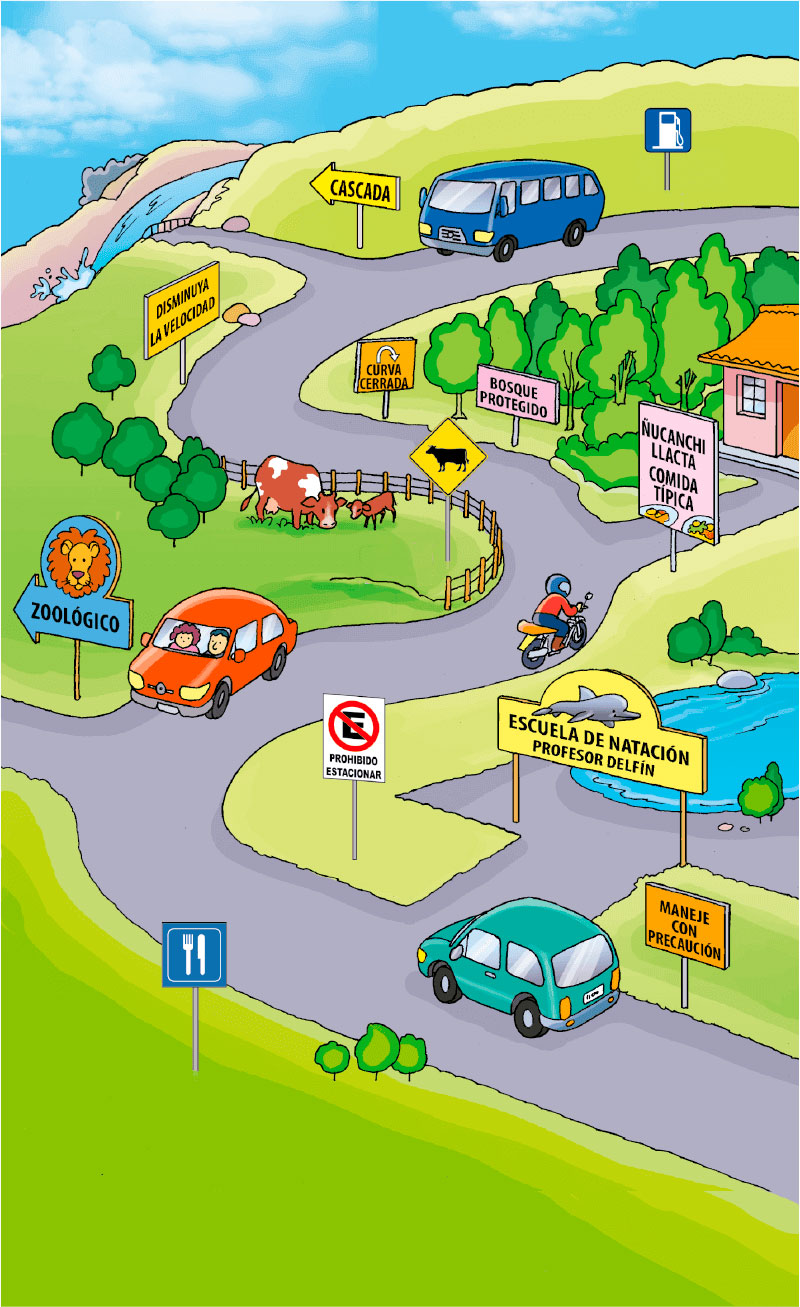 CASCADA
DISMINUYA
LA VELOCIDAD
CURVA
CERRADA
BOSQUE
PROTEGIDO
ÑUCANCHI
LLACTA
COMIDA
TÍPICA
ZOOLÓGICO
E
PROHIBIDO
ESTACIONAR
ESCUELA DE NATACIÓN
PROFESOR DELFÍN
MANEJE
CON
PRECAUCIÓN